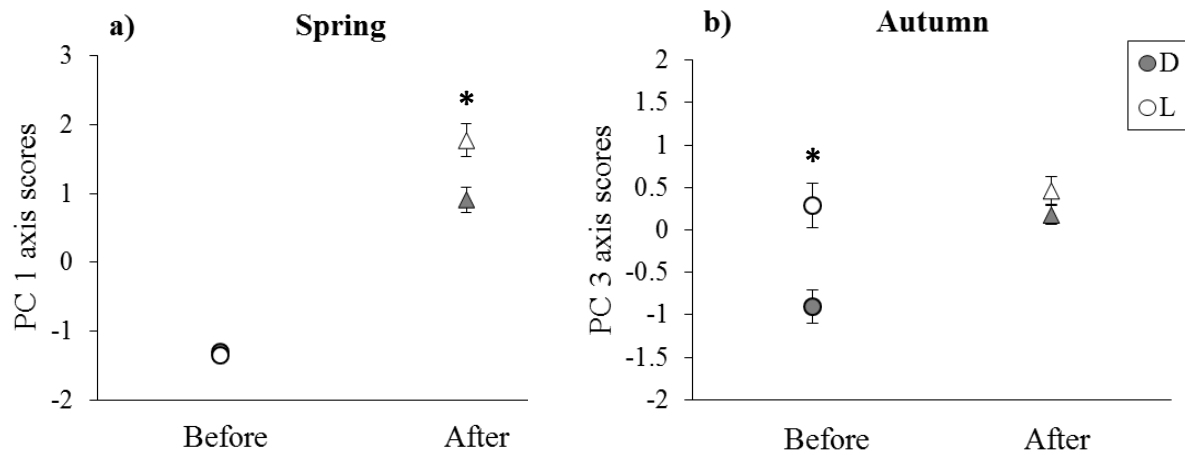 a) Spring
3
2
1
0
-1
-2
PC 1 axis scores
*
Before After
b) Autumn
2
1.5
1
0.5
0
-0.5
-1
-1.5
-2
PC 3 axis scores
*
Before After
D
L